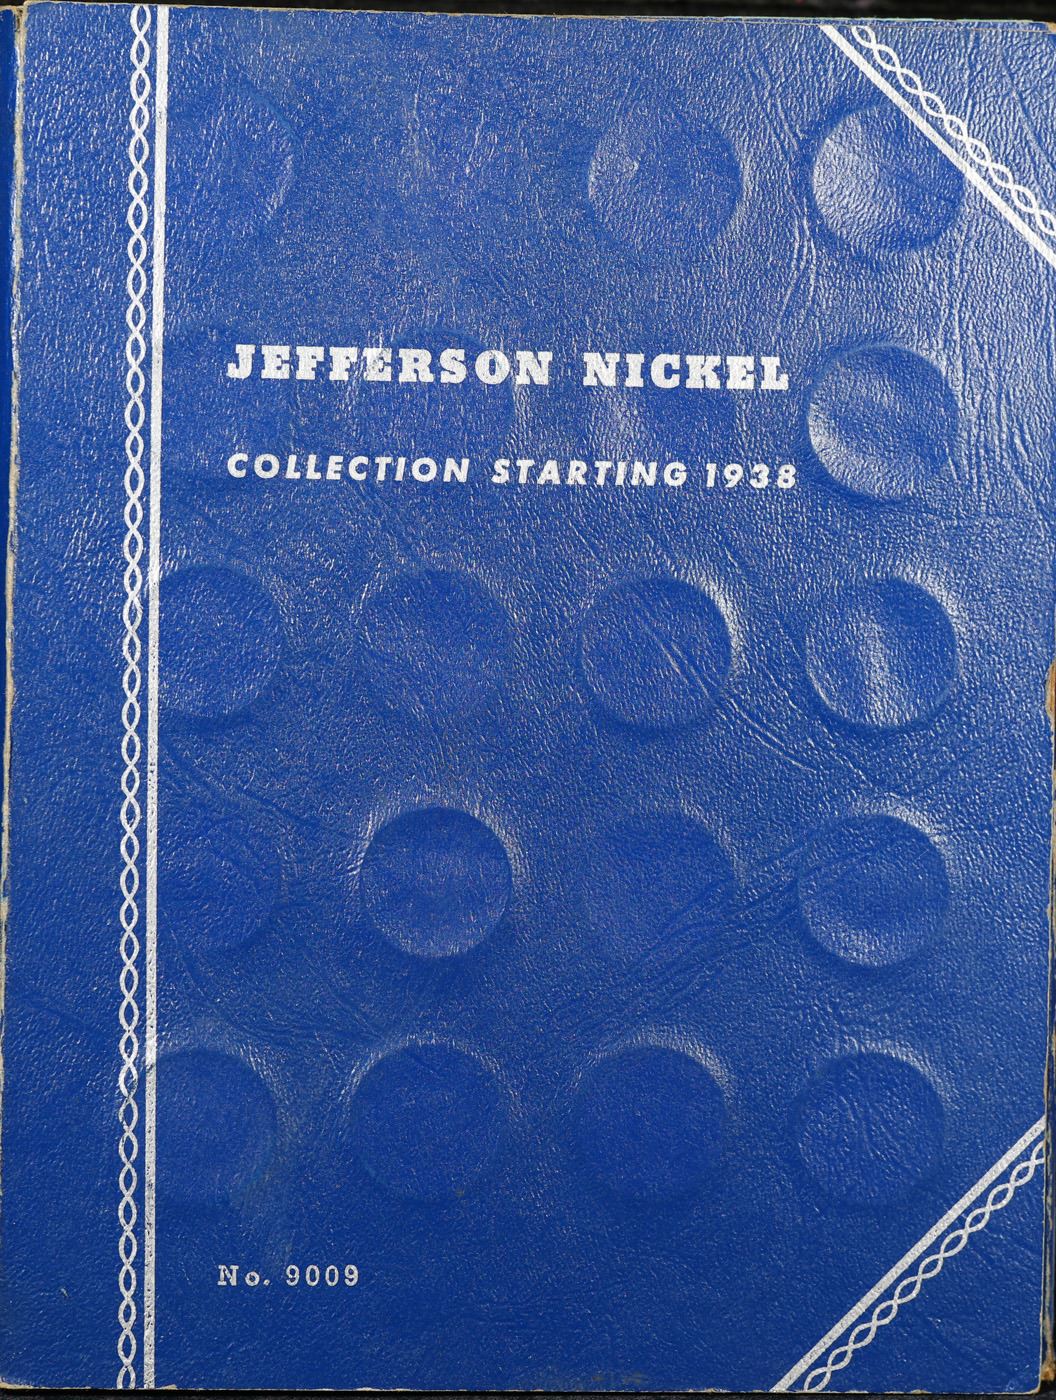 JEFFERSON NICKEL
COLLECTION STARTING 1938
No. 9009